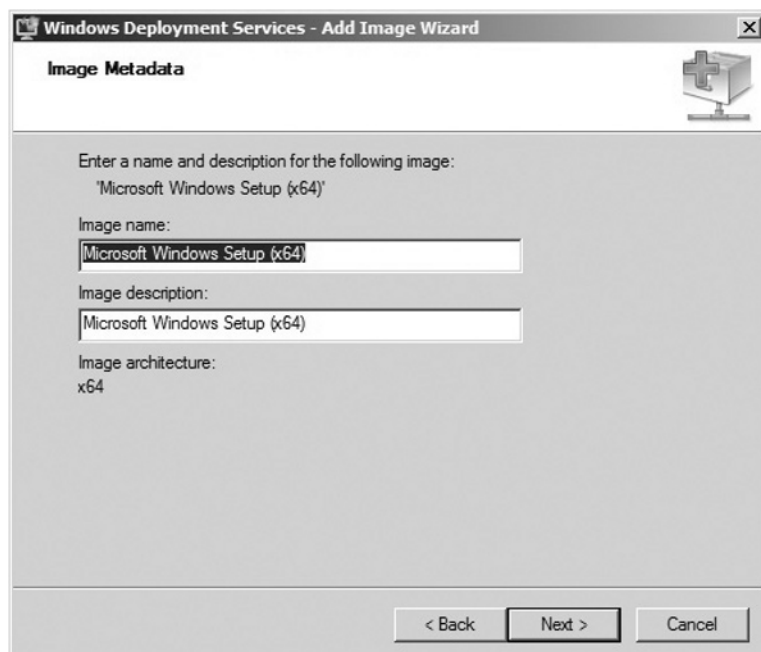 Windows Deployment Services - Add Image Wizard
Image Metadata
Enter a name and description for the following image:
'Microsoft Windows Setup (x64)'
Image name:
Microsoft Windows Setup (x64)
Image description:
Microsoft Windows Setup (x64)
Image architecture:
x64
< Back Next > Cancel